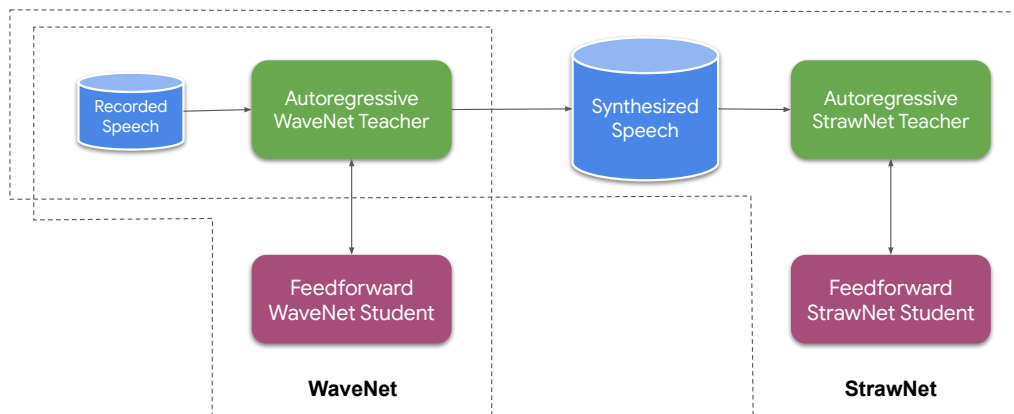 Recorded
Speech
Autoregressive
WaveNet Teacher
Synthesized
Speech
Autoregressive
StrawNet Teacher
Feedforward
WaveNet Student
Feedforward
StrawNet Student
WaveNet
StrawNet